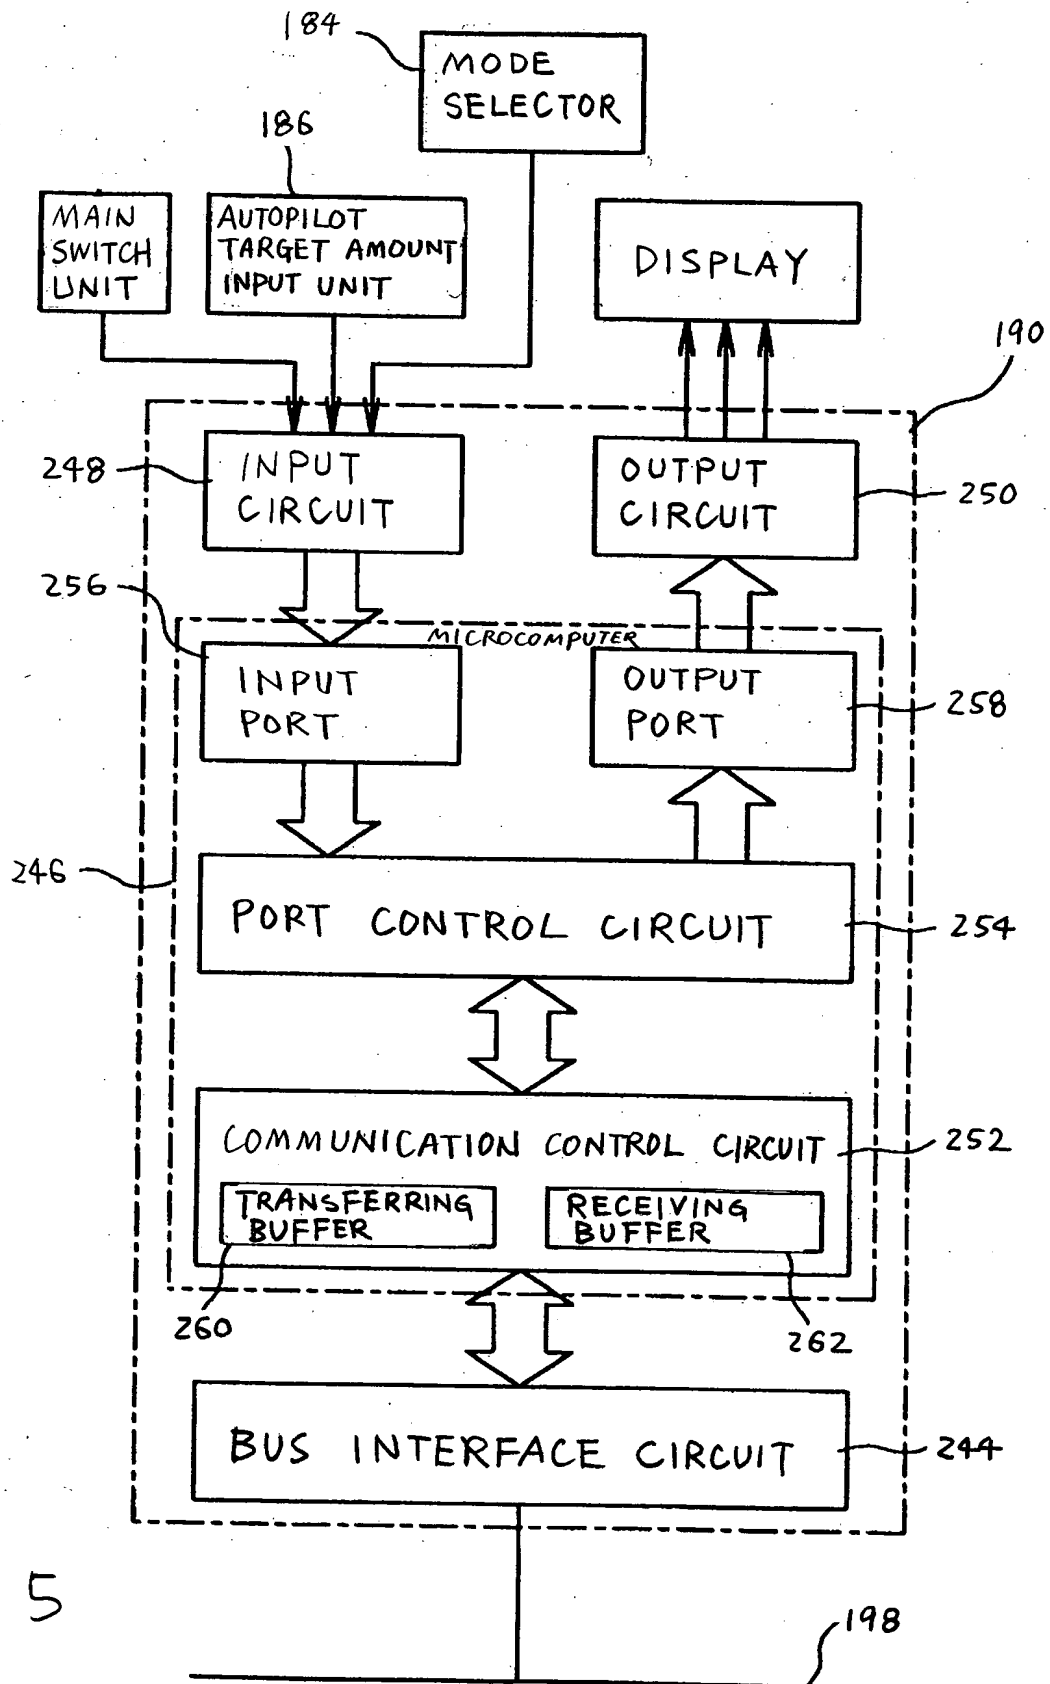 184
MODE
SELECTOR
186
MAIN
SWITCH
UNIT
AUTOPILOT
TARGET AMOUNT
INPUT UNIT
DISPLAY
190
248
INPUT
CIRCUIT
OUTPUT
CIRCUIT
250
256
MICROCOMPUTER
INPUT
PORT
OUTPUT
PORT
258
246
PORT CONTROL CIRCUIT
254
COMMUNICATION CONTROL CIRCUIT
252
TRANSFERRING
BUFFER
RECEIVING
BUFFER
260
262
BUS INTERFACE CIRCUIT
244
5
198